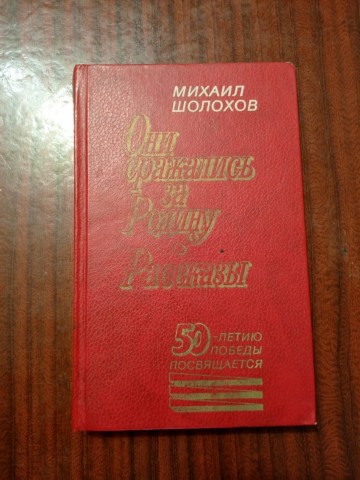 МИХАИЛ
ШОЛОХОВ
Они
сражались
за
Родину
Рассказы
50-ЛЕТИЮ
ПОБЕДЫ
ПОСВЯЩАЕТСЯ